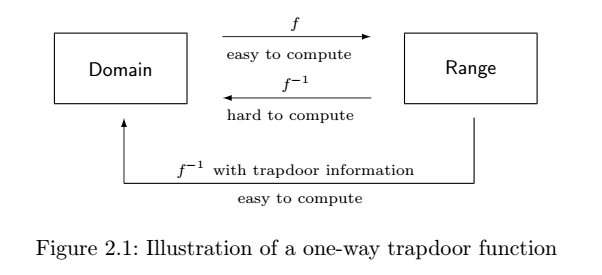 f
easy to compute
Domain
Range
f⁻¹
hard to compute
f⁻¹ with trapdoor information
easy to compute
Figure 2.1: Illustration of a one-way trapdoor function